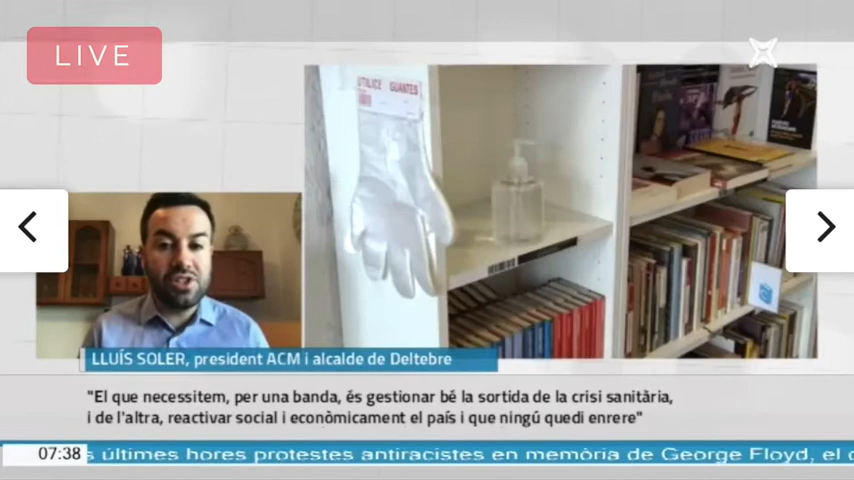 LIVE
UTILICE GUANTES
LLUÍS SOLER, president ACM i alcalde de Deltebre
"El que necessitem, per una banda, és gestionar bé la sortida de la crisi sanitària,
i de l'altra, reactivar social i econòmicament el país i que ningú quedi enrere"
07:38 s últimes hores protestes antiracistes en memòria de George Floyd, el c